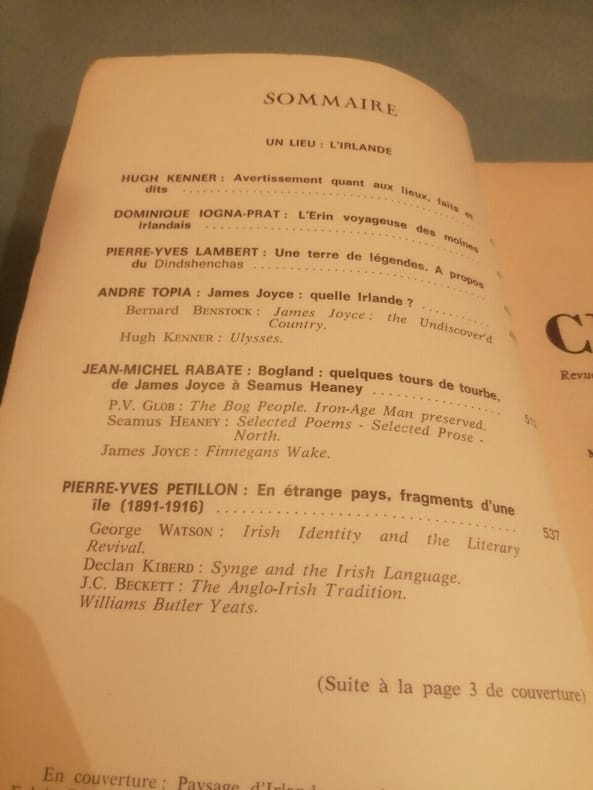 SOMMAIRE
UN LIEU : L'IRLANDE
HUGH KENNER : Avertissement quant aux lieux, faits et
dits
DOMINIQUE IOGNA-PRAT : L'Erin voyageuse des moines
irlandais
PIERRE-YVES LAMBERT : Une terre de légendes. A propos
du Dindshenchas
ANDRE TOPIA : James Joyce : quelle Irlande ?
Bernard BENSTOCK : James Joyce : the Undiscover'd
Country.
Hugh KENNER : Ulysses.
JEAN-MICHEL RABATE : Bogland : quelques tours de tourbe,
de James Joyce à Seamus Heaney
P.V. GLOB : The Bog People. Iron-Age Man preserved.
Seamus HEANEY : Selected Poems - Selected Prose -
North.
James JOYCE : Finnegans Wake.
PIERRE-YVES PETILLON : En étrange pays, fragments d'une
île (1891-1916) 537
George WATSON : Irish Identity and the Literary
Revival.
Declan KIBERD : Synge and the Irish Language.
J.C. BECKETT : The Anglo-Irish Tradition.
Williams Butler Yeats.
(Suite à la page 3 de couverture)
En couverture : Paysage